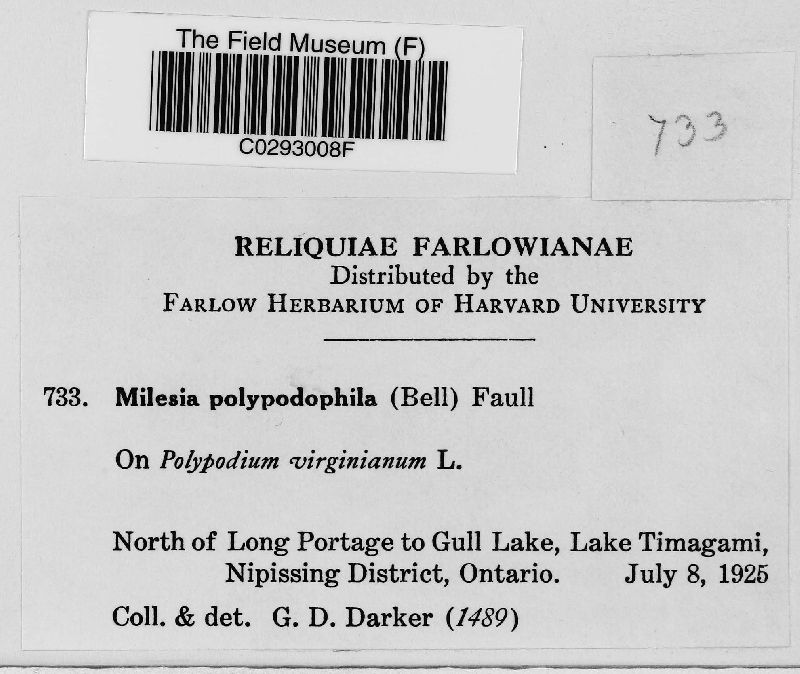 The Field Museum (F)
C0293008F
733
RELIQUIAE FARLOWIANAE
Distributed by the
FARLOW HERBARIUM OF HARVARD UNIVERSITY
733. Milesia polypodophila (Bell) Faull
On Polypodium virginianum L.
North of Long Portage to Gull Lake, Lake Timagami,
Nipissing District, Ontario. July 8, 1925
Coll. & det. G. D. Darker (1489)